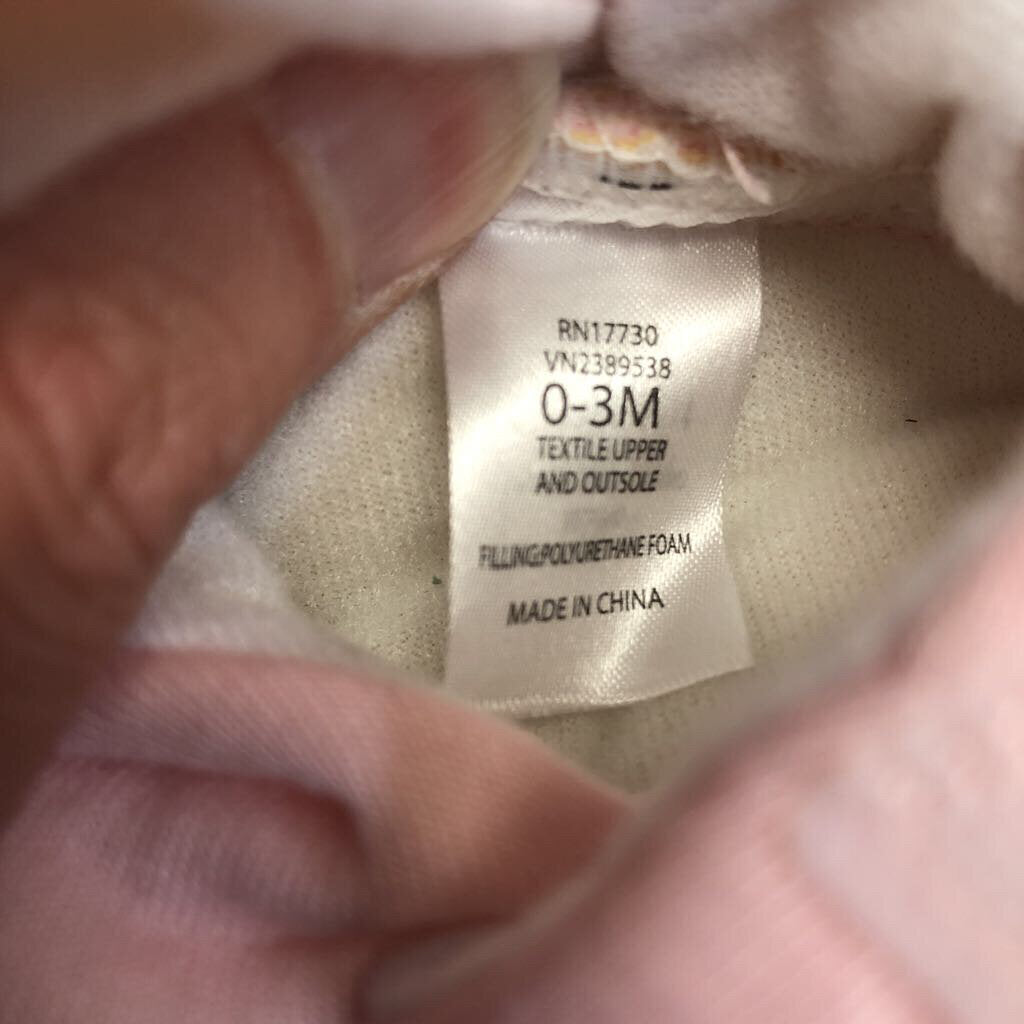 RN17730
VN2389538
0-3M
TEXTILE UPPER
AND OUTSOLE
FILLING:POLYURETHANE FOAM
MADE IN CHINA